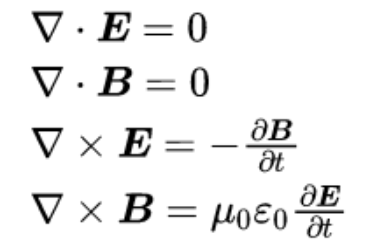 ∇ · E = 0
∇ · B = 0
∇ × E = −∂B/∂t
∇ × B = μ₀ε₀ ∂E/∂t